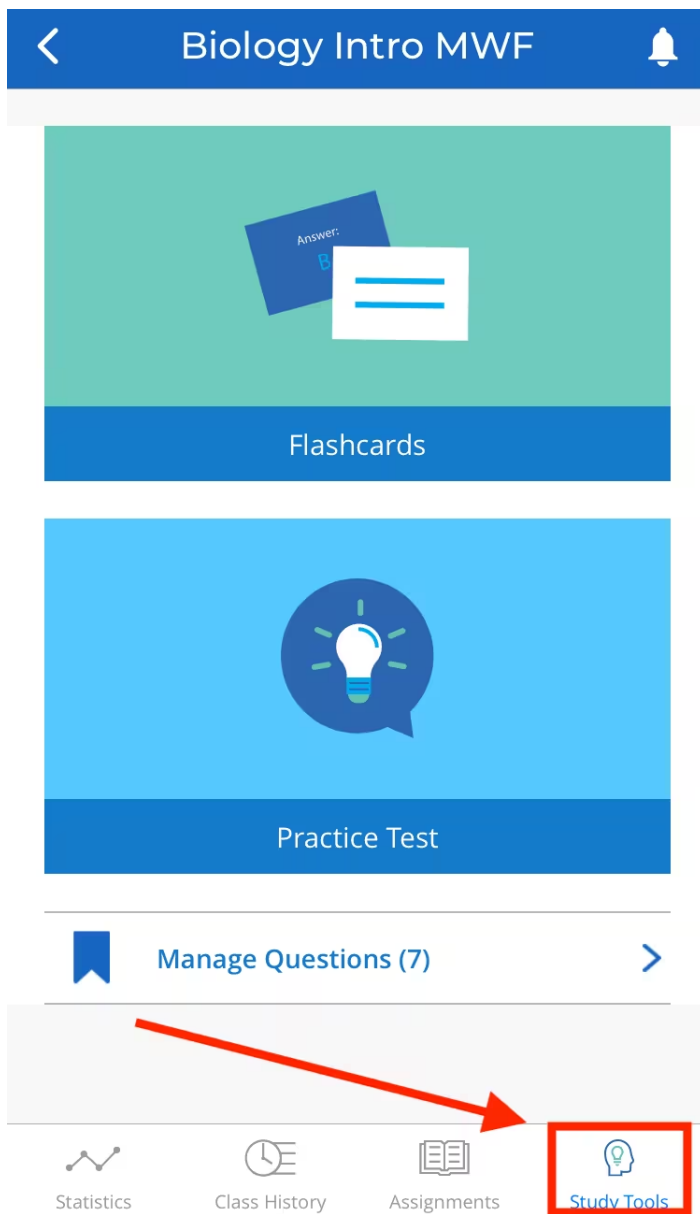 Biology Intro MWF
Answer:
B
Flashcards
Practice Test
Manage Questions (7)
Statistics Class History Assignments Study Tools